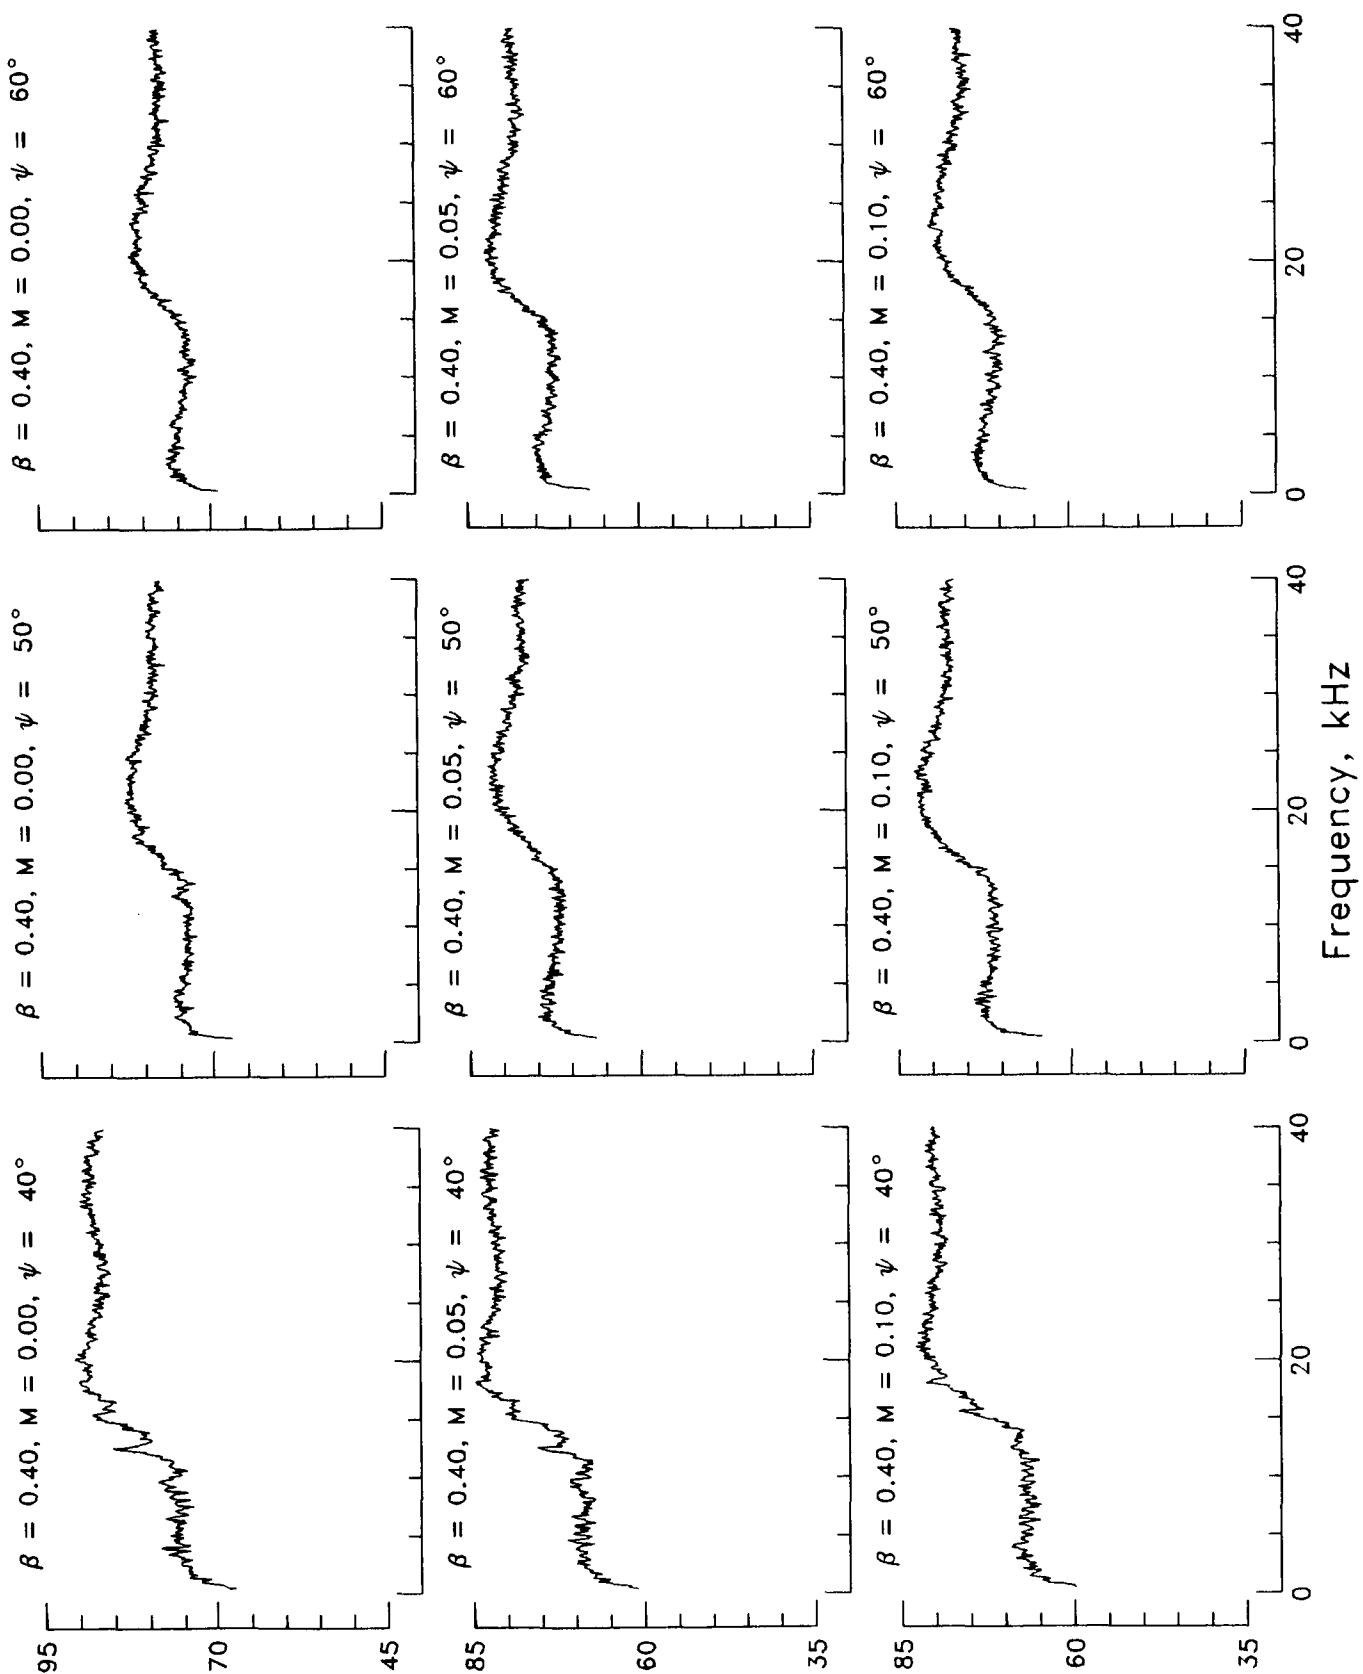 β = 0.40, M = 0.00, ψ = 40°
β = 0.40, M = 0.00, ψ = 50°
β = 0.40, M = 0.00, ψ = 60°
95
70
45
β = 0.40, M = 0.05, ψ = 40°
β = 0.40, M = 0.05, ψ = 50°
β = 0.40, M = 0.05, ψ = 60°
85
60
35
β = 0.40, M = 0.10, ψ = 40°
β = 0.40, M = 0.10, ψ = 50°
β = 0.40, M = 0.10, ψ = 60°
85
60
35
0 20 40
0 20 40
0 20 40
Frequency, kHz